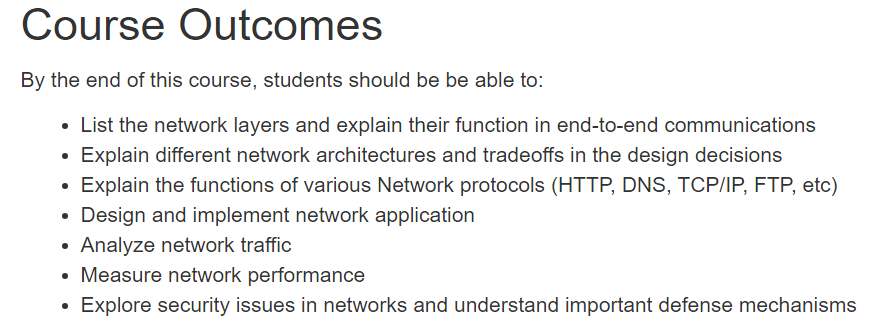 Course Outcomes
By the end of this course, students should be be able to:
• List the network layers and explain their function in end-to-end communications
• Explain different network architectures and tradeoffs in the design decisions
• Explain the functions of various Network protocols (HTTP, DNS, TCP/IP, FTP, etc)
• Design and implement network application
• Analyze network traffic
• Measure network performance
• Explore security issues in networks and understand important defense mechanisms